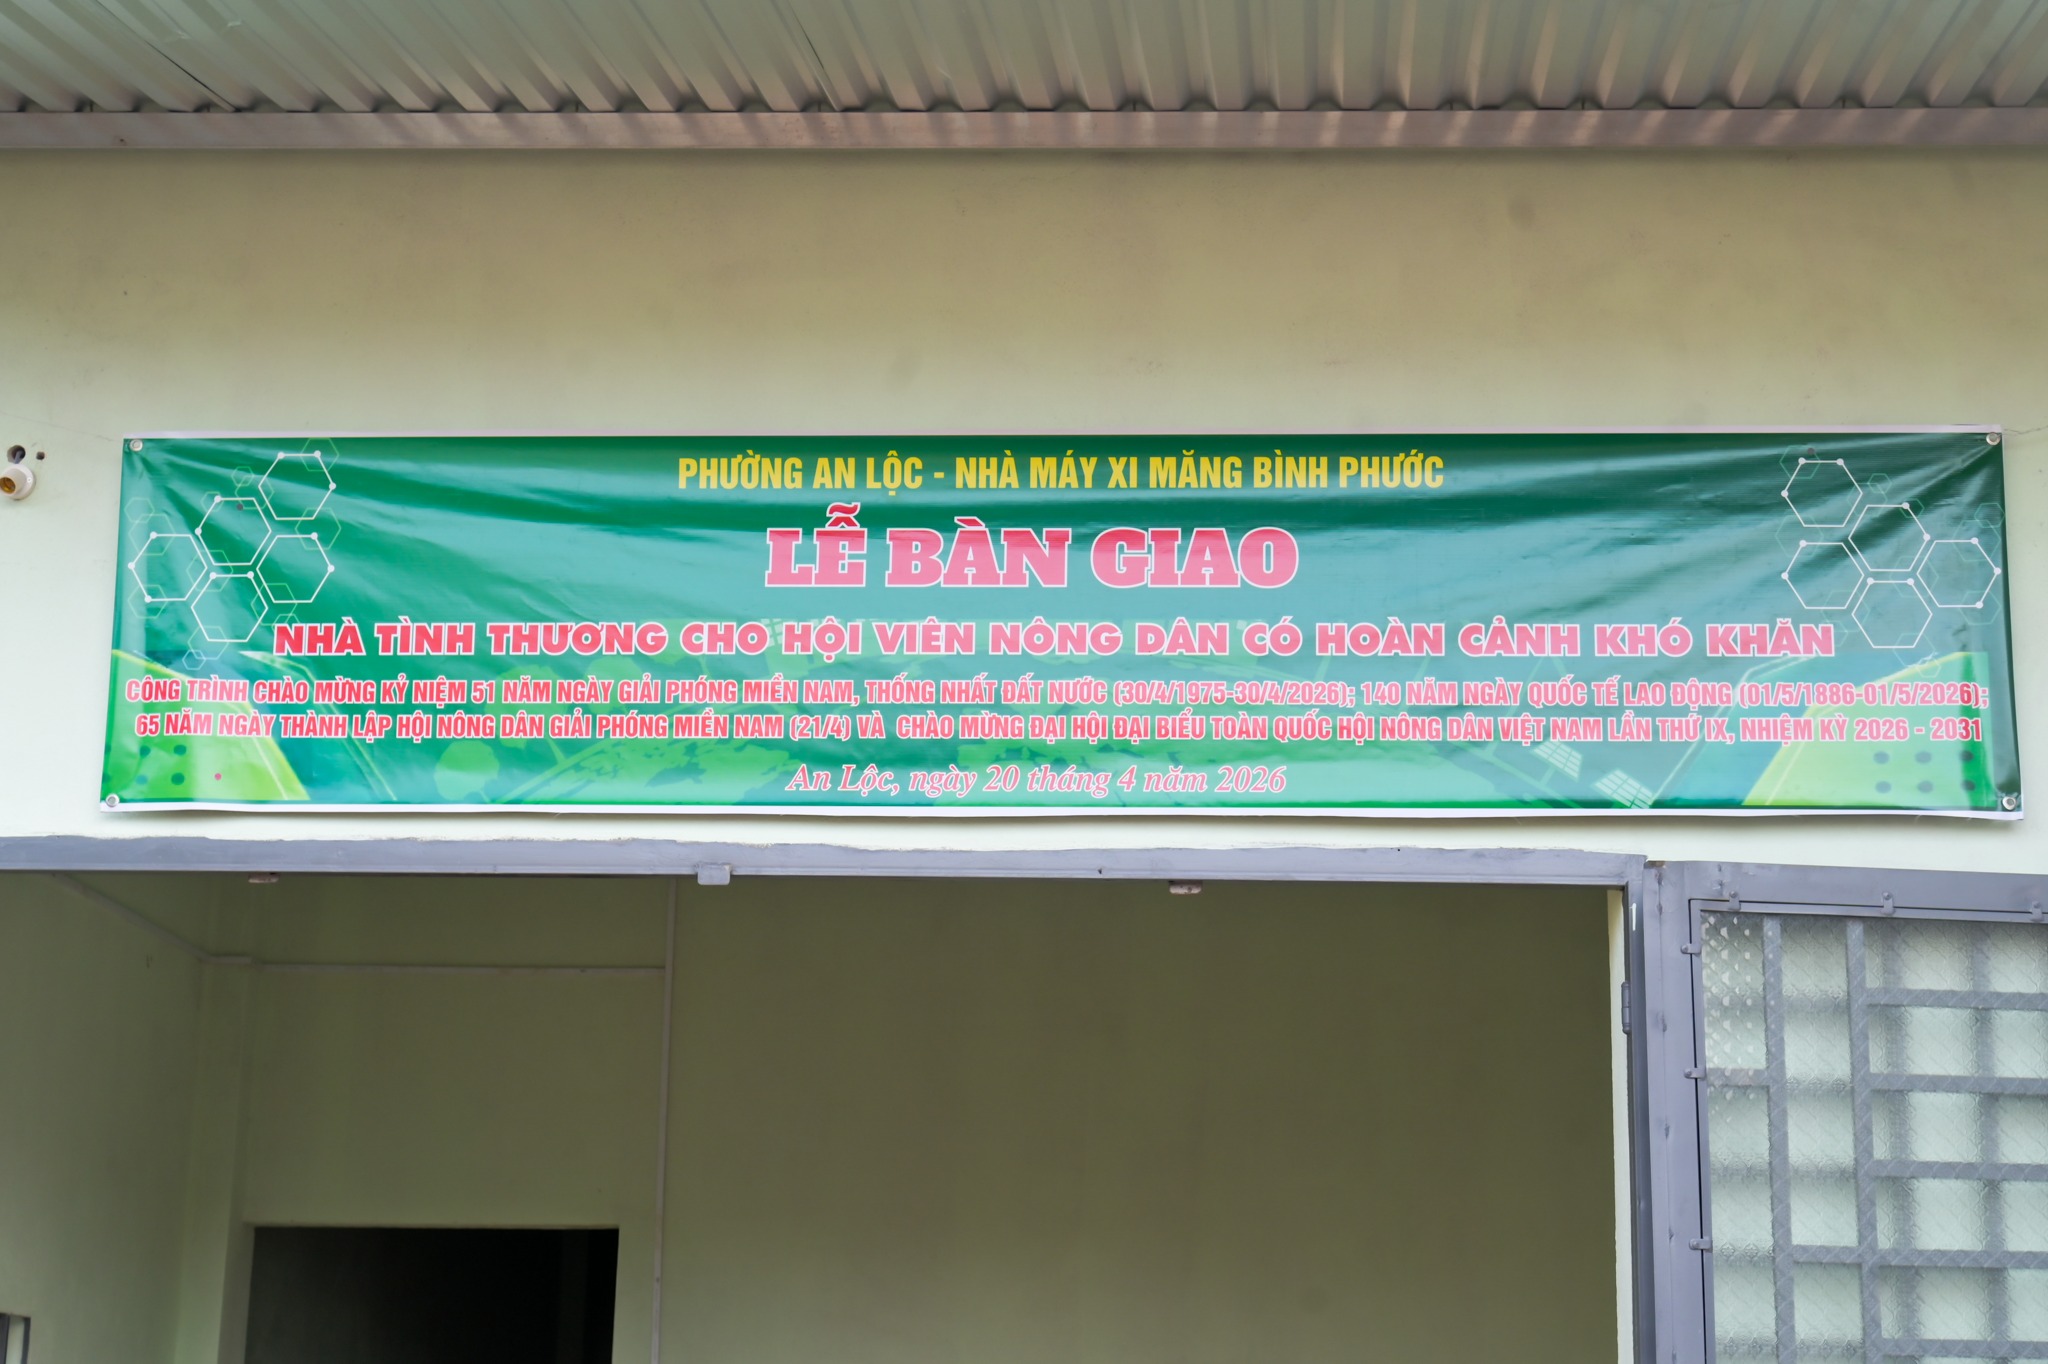 PHƯỜNG AN LỘC - NHÀ MÁY XI MĂNG BÌNH PHƯỚC
LỄ BÀN GIAO
NHÀ TÌNH THƯƠNG CHO HỘI VIÊN NÔNG DÂN CÓ HOÀN CẢNH KHÓ KHĂN
CÔNG TRÌNH CHÀO MỪNG KỶ NIỆM 51 NĂM NGÀY GIẢI PHÓNG MIỀN NAM, THỐNG NHẤT ĐẤT NƯỚC (30/4/1975-30/4/2026); 140 NĂM NGÀY QUỐC TẾ LAO ĐỘNG (01/5/1886-01/5/2026);
65 NĂM NGÀY THÀNH LẬP HỘI NÔNG DÂN GIẢI PHÓNG MIỀN NAM (21/4) VÀ CHÀO MỪNG ĐẠI HỘI ĐẠI BIỂU TOÀN QUỐC HỘI NÔNG DÂN VIỆT NAM LẦN THỨ IX, NHIỆM KỲ 2026 - 2031
An Lộc, ngày 20 tháng 4 năm 2026